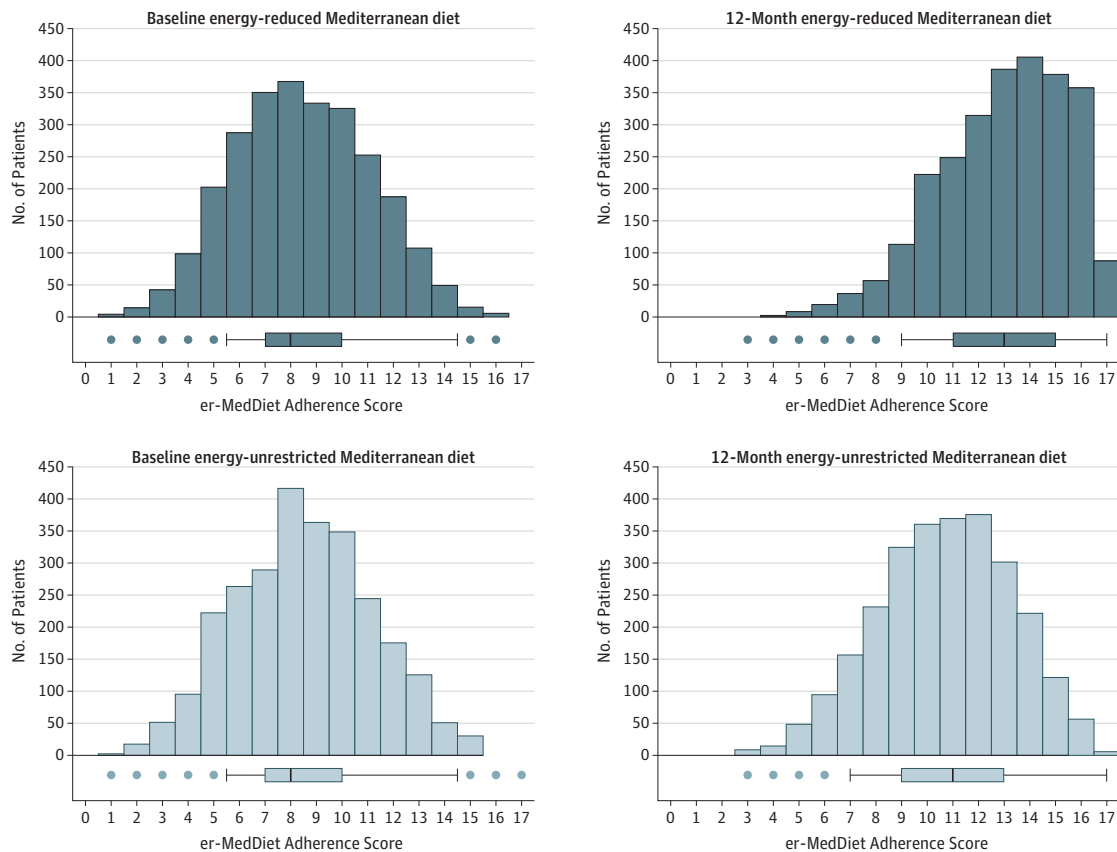 Baseline energy-reduced Mediterranean diet
450
400
350
300
250
200
150
100
50
0
No. of Patients
0 1 2 3 4 5 6 7 8 9 10 11 12 13 14 15 16 17
er-MedDiet Adherence Score
12-Month energy-reduced Mediterranean diet
450
400
350
300
250
200
150
100
50
0
No. of Patients
0 1 2 3 4 5 6 7 8 9 10 11 12 13 14 15 16 17
er-MedDiet Adherence Score
Baseline energy-unrestricted Mediterranean diet
450
400
350
300
250
200
150
100
50
0
No. of Patients
0 1 2 3 4 5 6 7 8 9 10 11 12 13 14 15 16 17
er-MedDiet Adherence Score
12-Month energy-unrestricted Mediterranean diet
450
400
350
300
250
200
150
100
50
0
No. of Patients
0 1 2 3 4 5 6 7 8 9 10 11 12 13 14 15 16 17
er-MedDiet Adherence Score